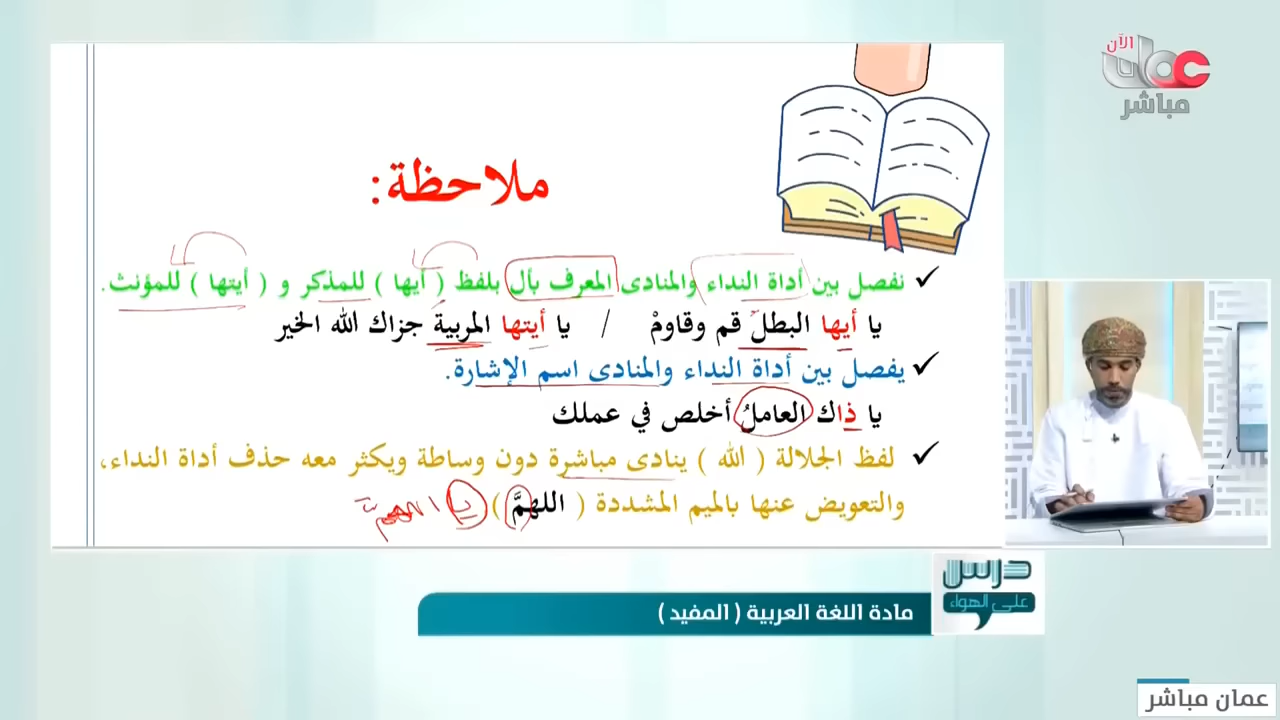 الآن
عمان
مباشر
ملاحظة:
نفصل بين أداة النداء والمنادى المعرف بأل بلفظ ( أيها ) للمذكر و ( أيتها ) للمؤنث.
يا أيها البطلُ قم وقاومْ / يا أيتها المربيةُ جزاك الله الخير
يفصل بين أداة النداء والمنادى اسم الإشارة.
يا ذاك العاملُ أخلص في عملك
لفظ الجلالة ( الله ) ينادى مباشرة دون وساطة ويكثر معه حذف أداة النداء،
والتعويض عنها بالميم المشددة ( اللهمَّ ) يا اللهم
درس
على الهواء
مادة اللغة العربية ( المفيد )
عمان مباشر